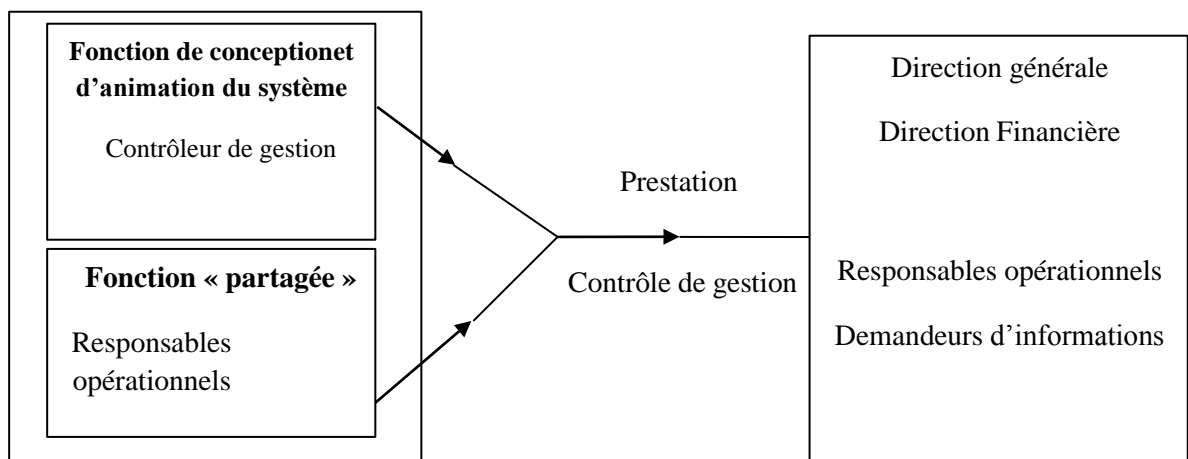 Fonction de conceptionet
d’animation du système
Contrôleur de gestion
Fonction « partagée »
Responsables
opérationnels
Prestation
Contrôle de gestion
Direction générale
Direction Financière
Responsables opérationnels
Demandeurs d’informations